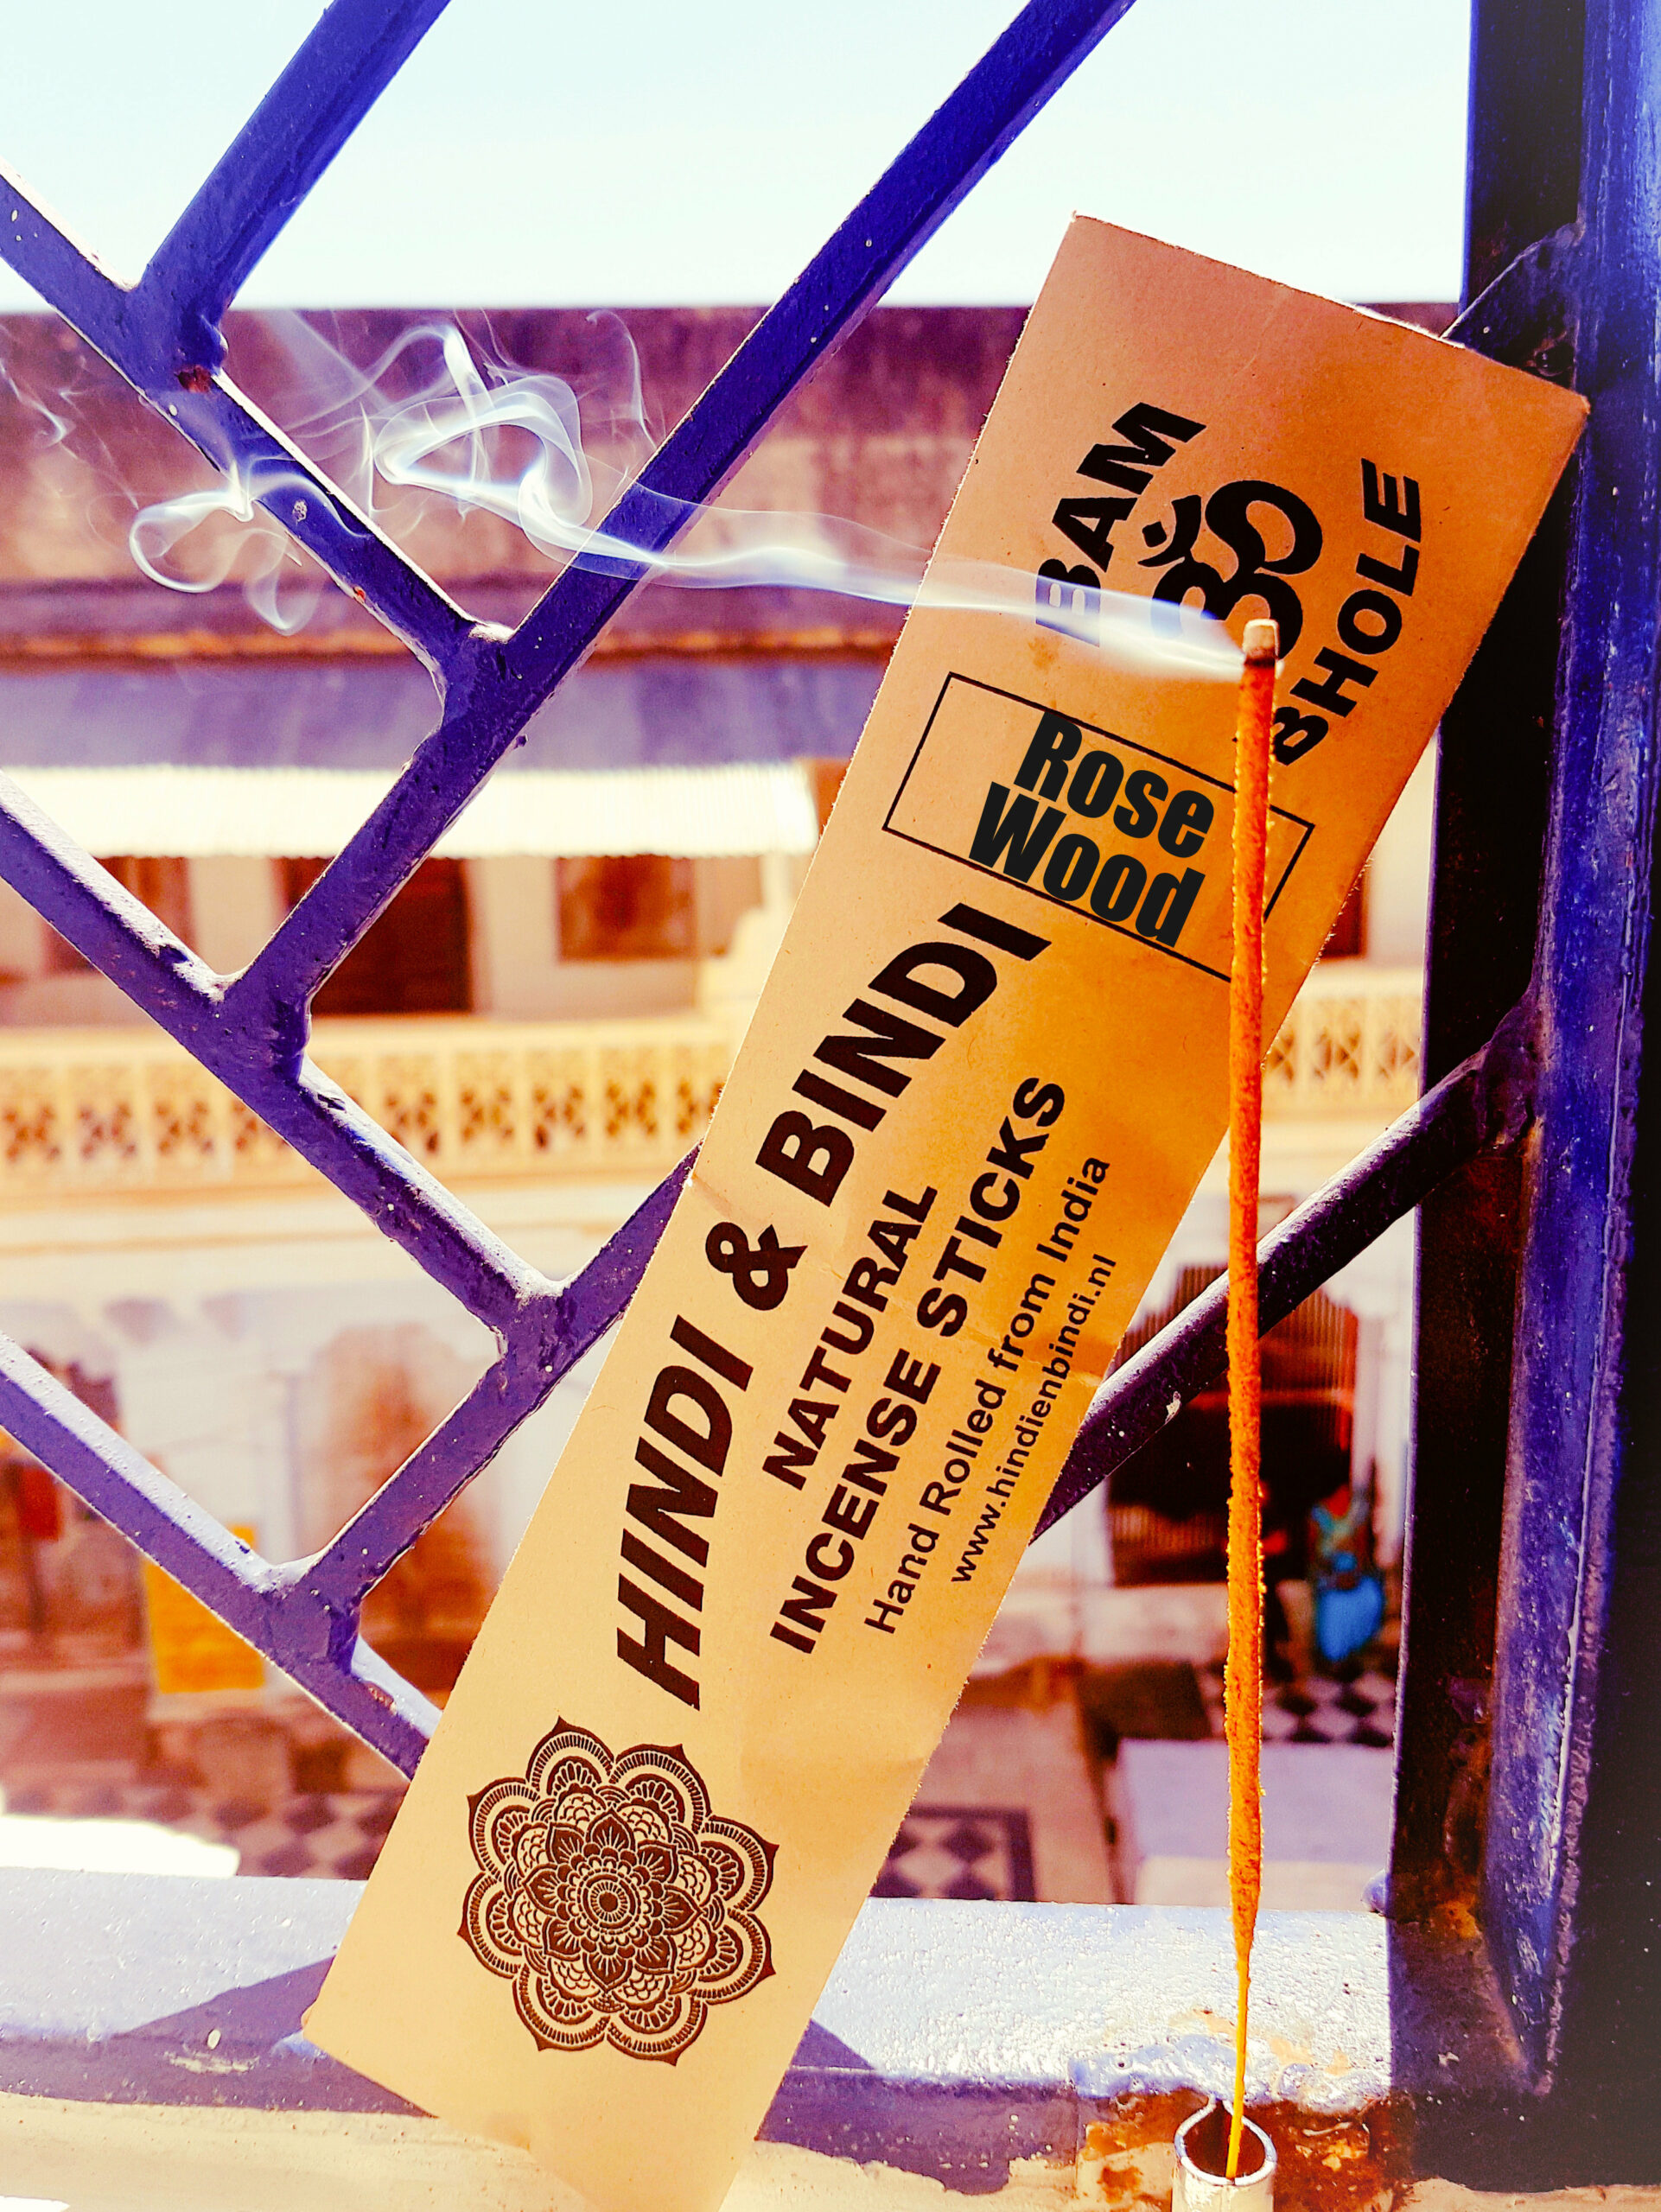 BAM
ॐ
BHOLE
Rose
Wood
HINDI & BINDI
NATURAL
INCENSE STICKS
Hand Rolled from India
www.hindienbindi.nl